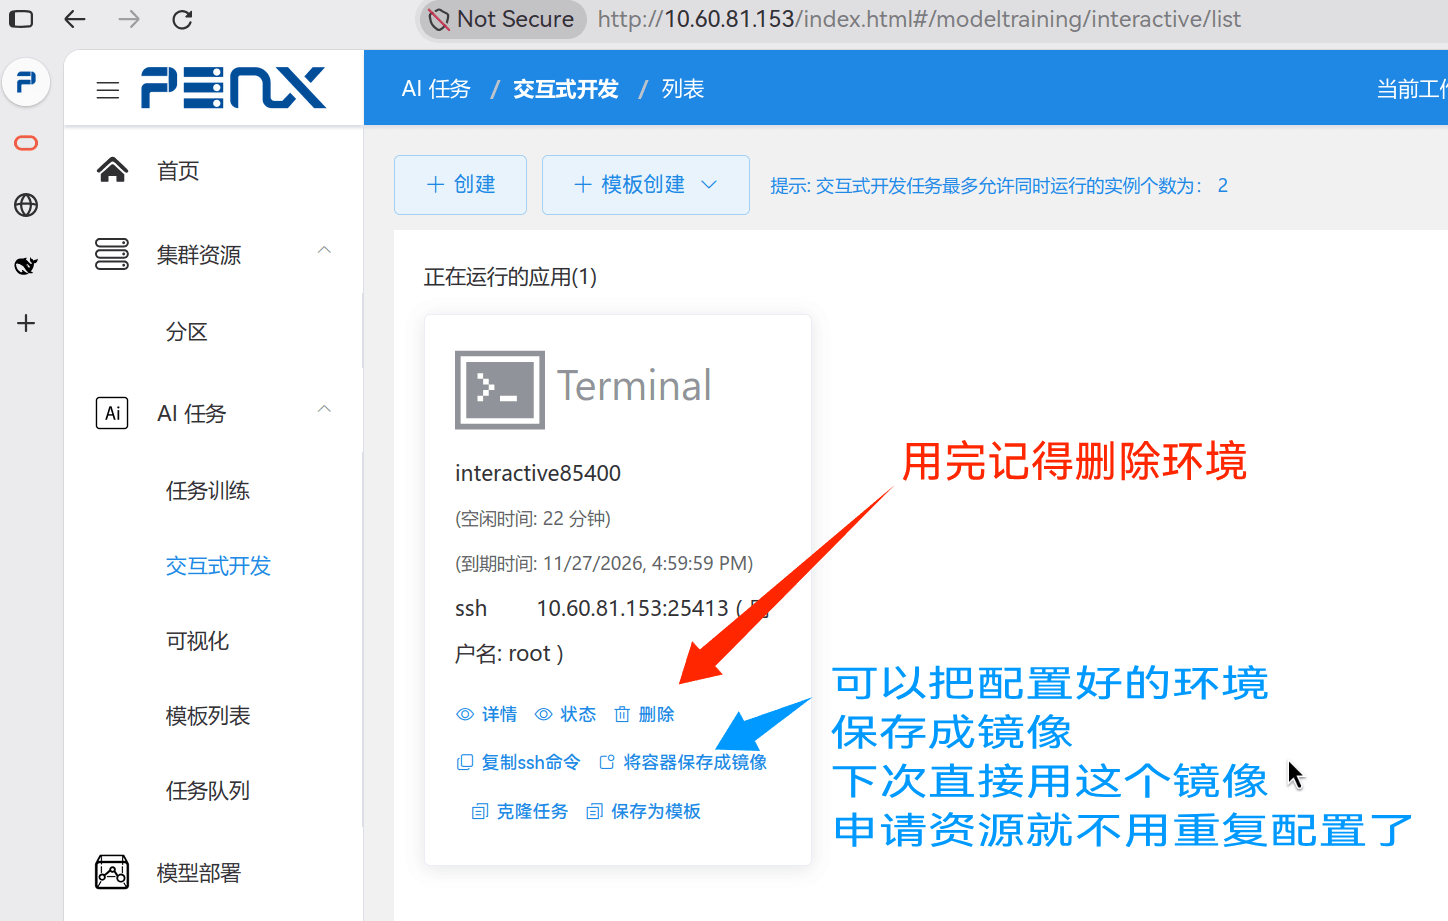 Not Secure http://10.60.81.153/index.html#/modeltraining/interactive/list
PENX
AI 任务 / 交互式开发 / 列表
当前工作
首页
集群资源
分区
Ai AI 任务
任务训练
交互式开发
可视化
模板列表
任务队列
模型部署
+ 创建
+ 模板创建
提示: 交互式开发任务最多允许同时运行的实例个数为： 2
正在运行的应用(1)
Terminal
interactive85400
(空闲时间: 22 分钟)
(到期时间: 11/27/2026, 4:59:59 PM)
ssh 10.60.81.153:25413 (
户名: root )
详情 状态 删除
复制ssh命令 将容器保存成镜像
克隆任务 保存为模板
用完记得删除环境
可以把配置好的环境
保存成镜像
下次直接用这个镜像
申请资源就不用重复配置了